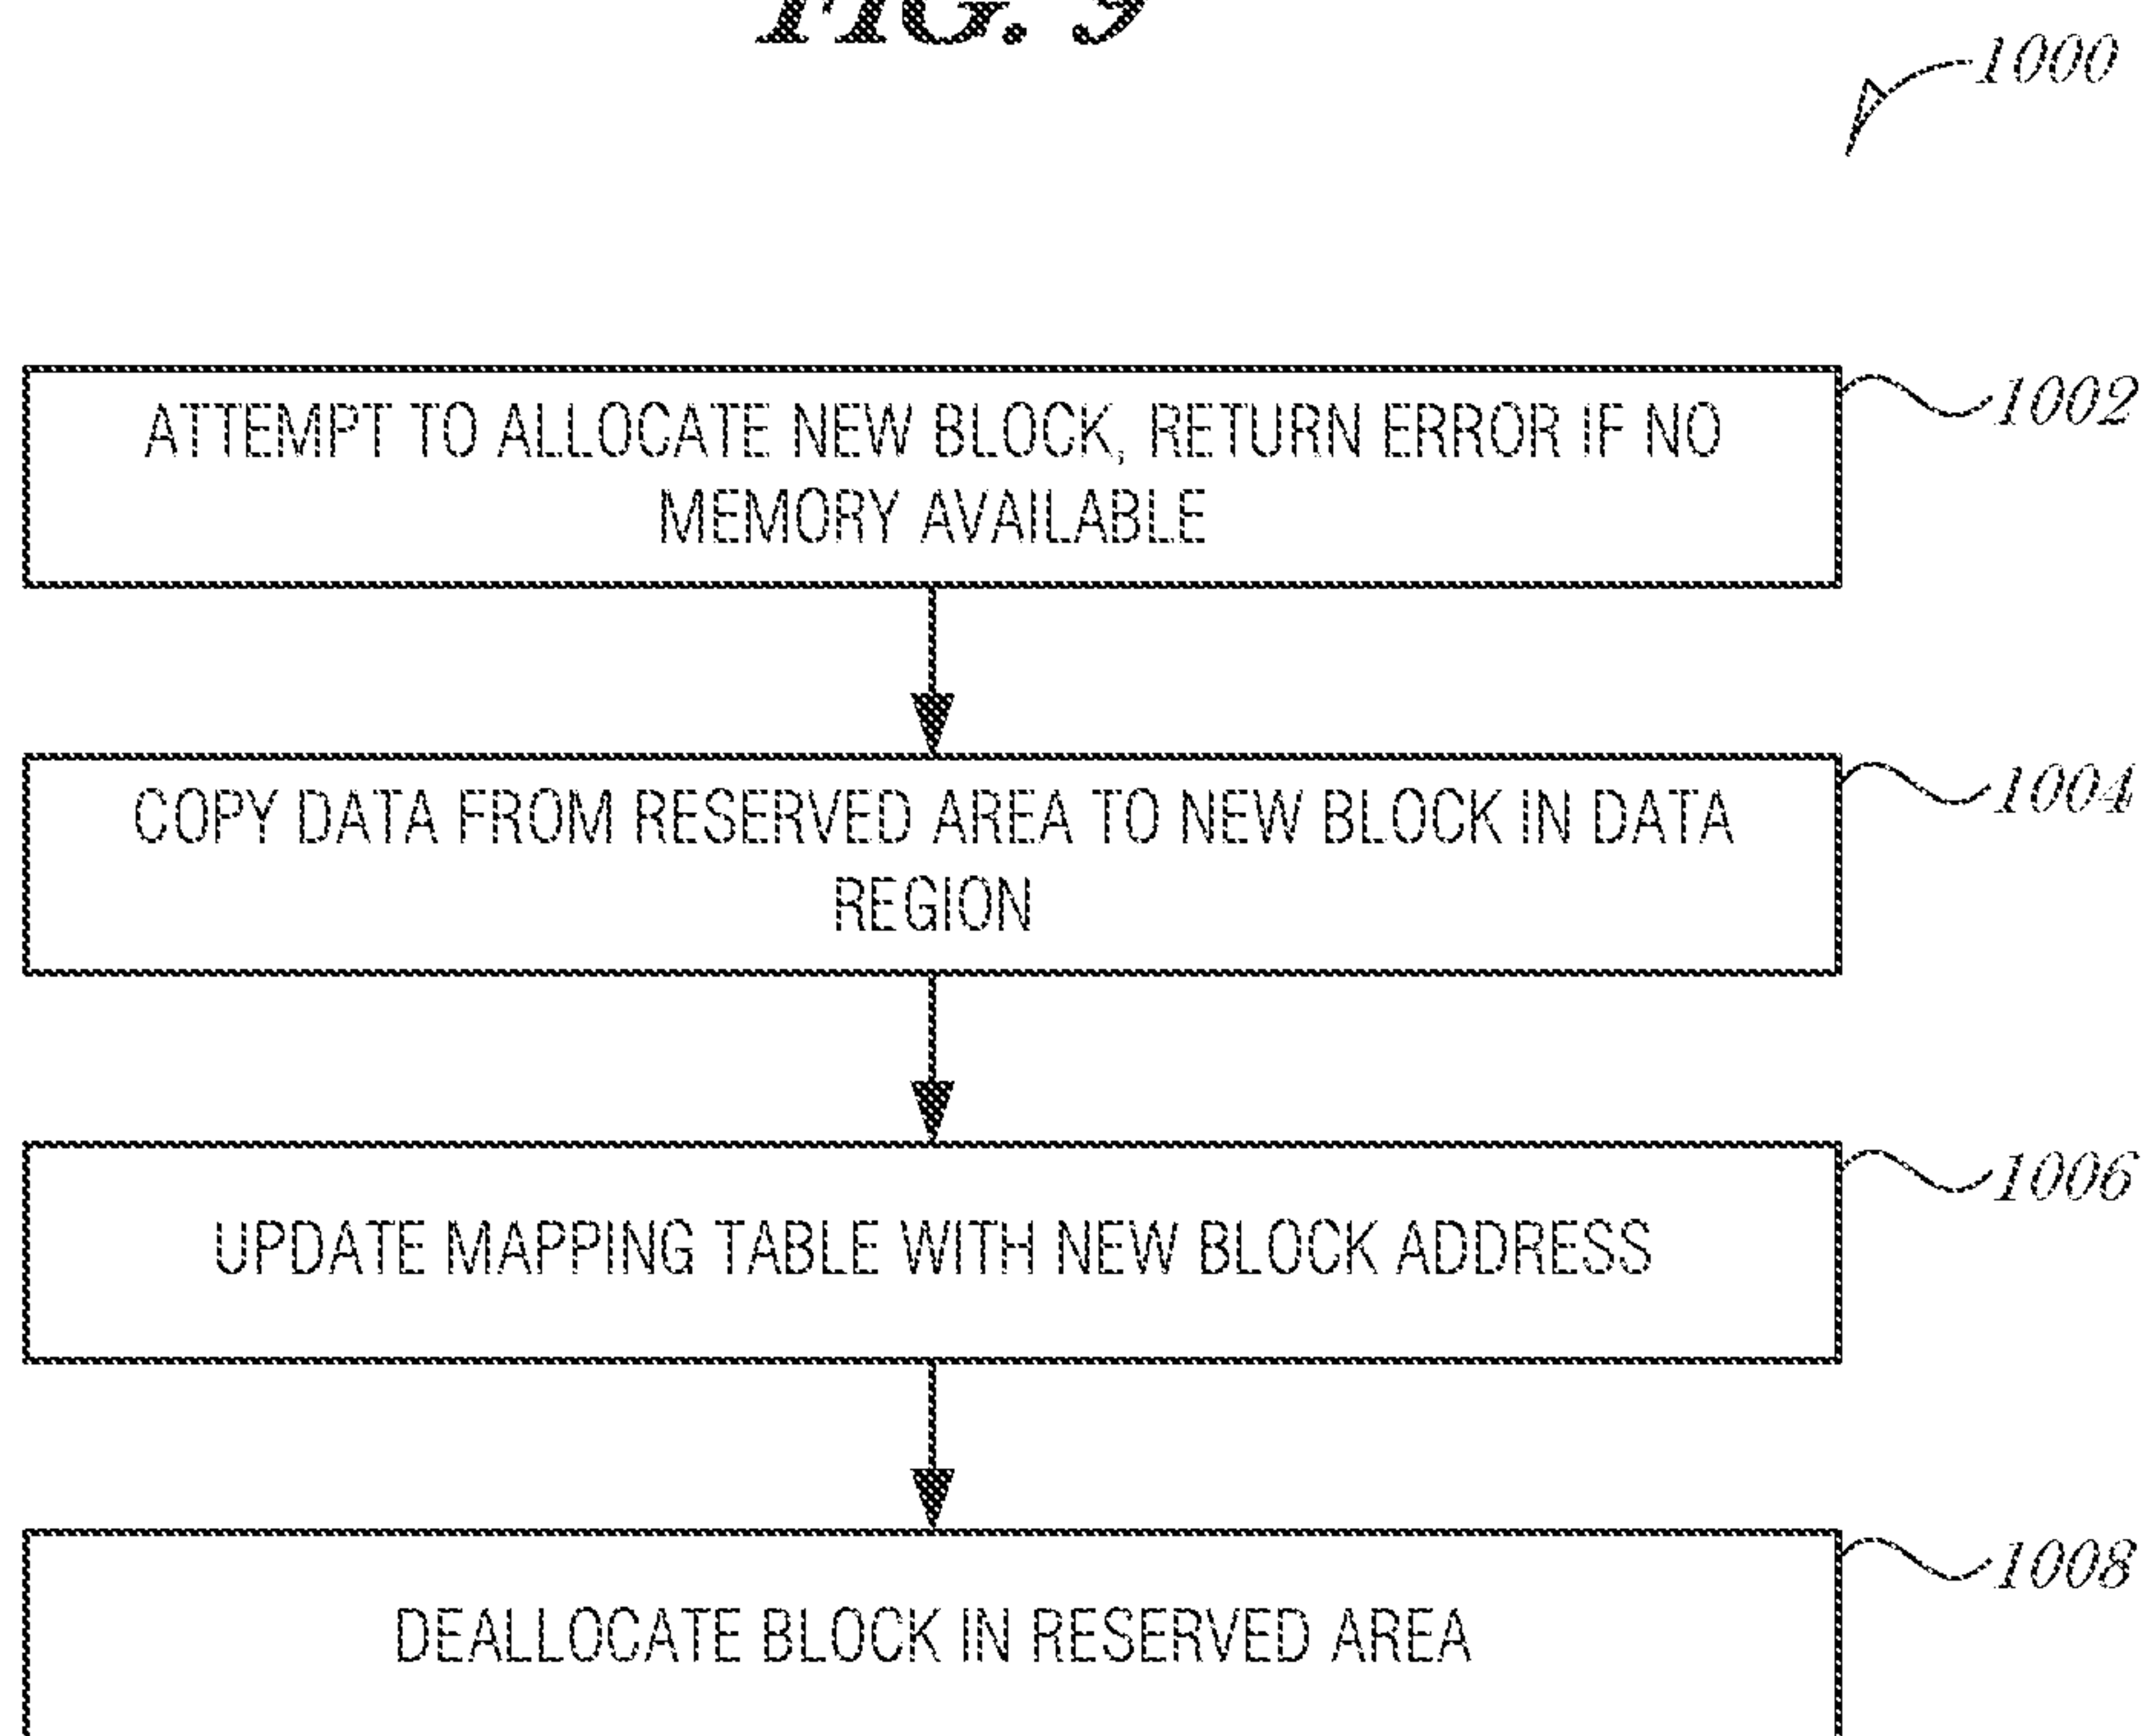 FIG. 9
1000
ATTEMPT TO ALLOCATE NEW BLOCK, RETURN ERROR IF NO
MEMORY AVAILABLE
1002
COPY DATA FROM RESERVED AREA TO NEW BLOCK IN DATA
REGION
1004
UPDATE MAPPING TABLE WITH NEW BLOCK ADDRESS
1006
DEALLOCATE BLOCK IN RESERVED AREA
1008